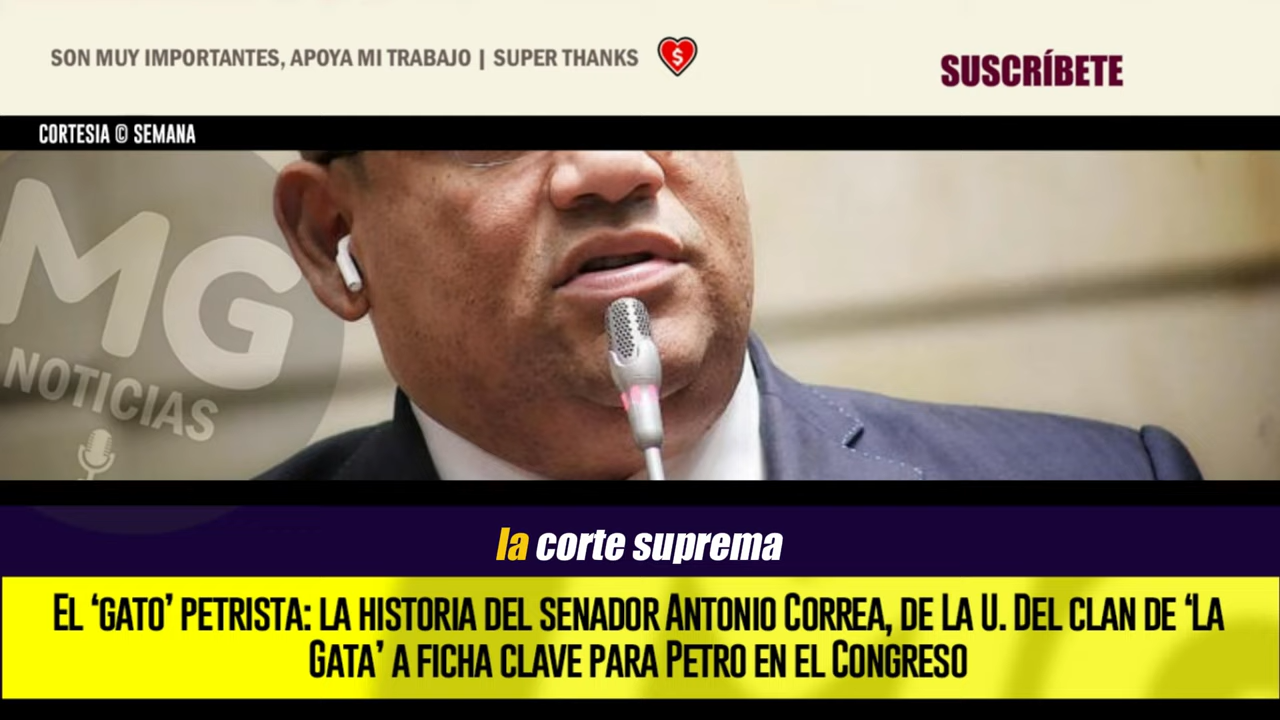 SON MUY IMPORTANTES, APOYA MI TRABAJO | SUPER THANKS
$
SUSCRÍBETE
CORTESIA © SEMANA
MG
NOTICIAS
la corte suprema
EL ‘GATO’ PETRISTA: LA HISTORIA DEL SENADOR ANTONIO CORREA, DE LA U. DEL CLAN DE ‘LA
GATA’ A FICHA CLAVE PARA PETRO EN EL CONGRESO